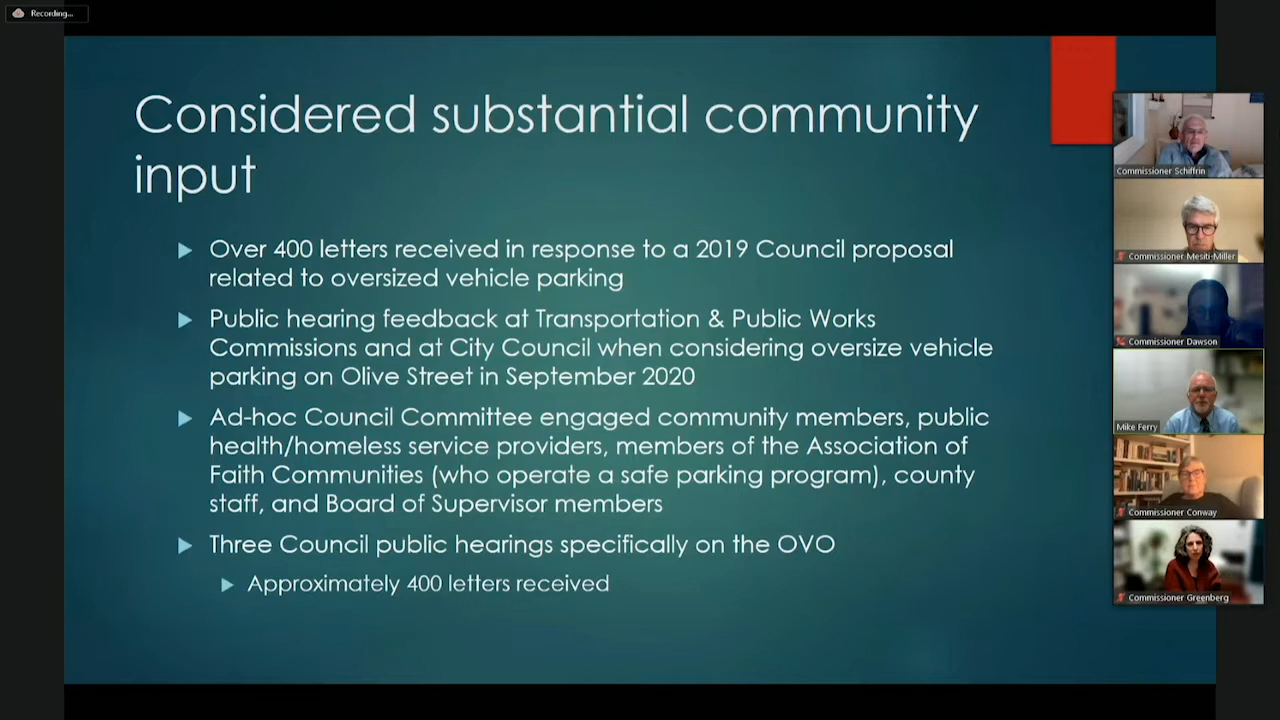 Recording...
Considered substantial community
input
Over 400 letters received in response to a 2019 Council proposal
related to oversized vehicle parking
Public hearing feedback at Transportation & Public Works
Commissions and at City Council when considering oversize vehicle
parking on Olive Street in September 2020
Ad-hoc Council Committee engaged community members, public
health/homeless service providers, members of the Association of
Faith Communities (who operate a safe parking program), county
staff, and Board of Supervisor members
Three Council public hearings specifically on the OVO
Approximately 400 letters received
Commissioner Schiffrin
Commissioner Mesiti-Miller
Commissioner Dawson
Mike Ferry
Commissioner Conway
Commissioner Greenberg